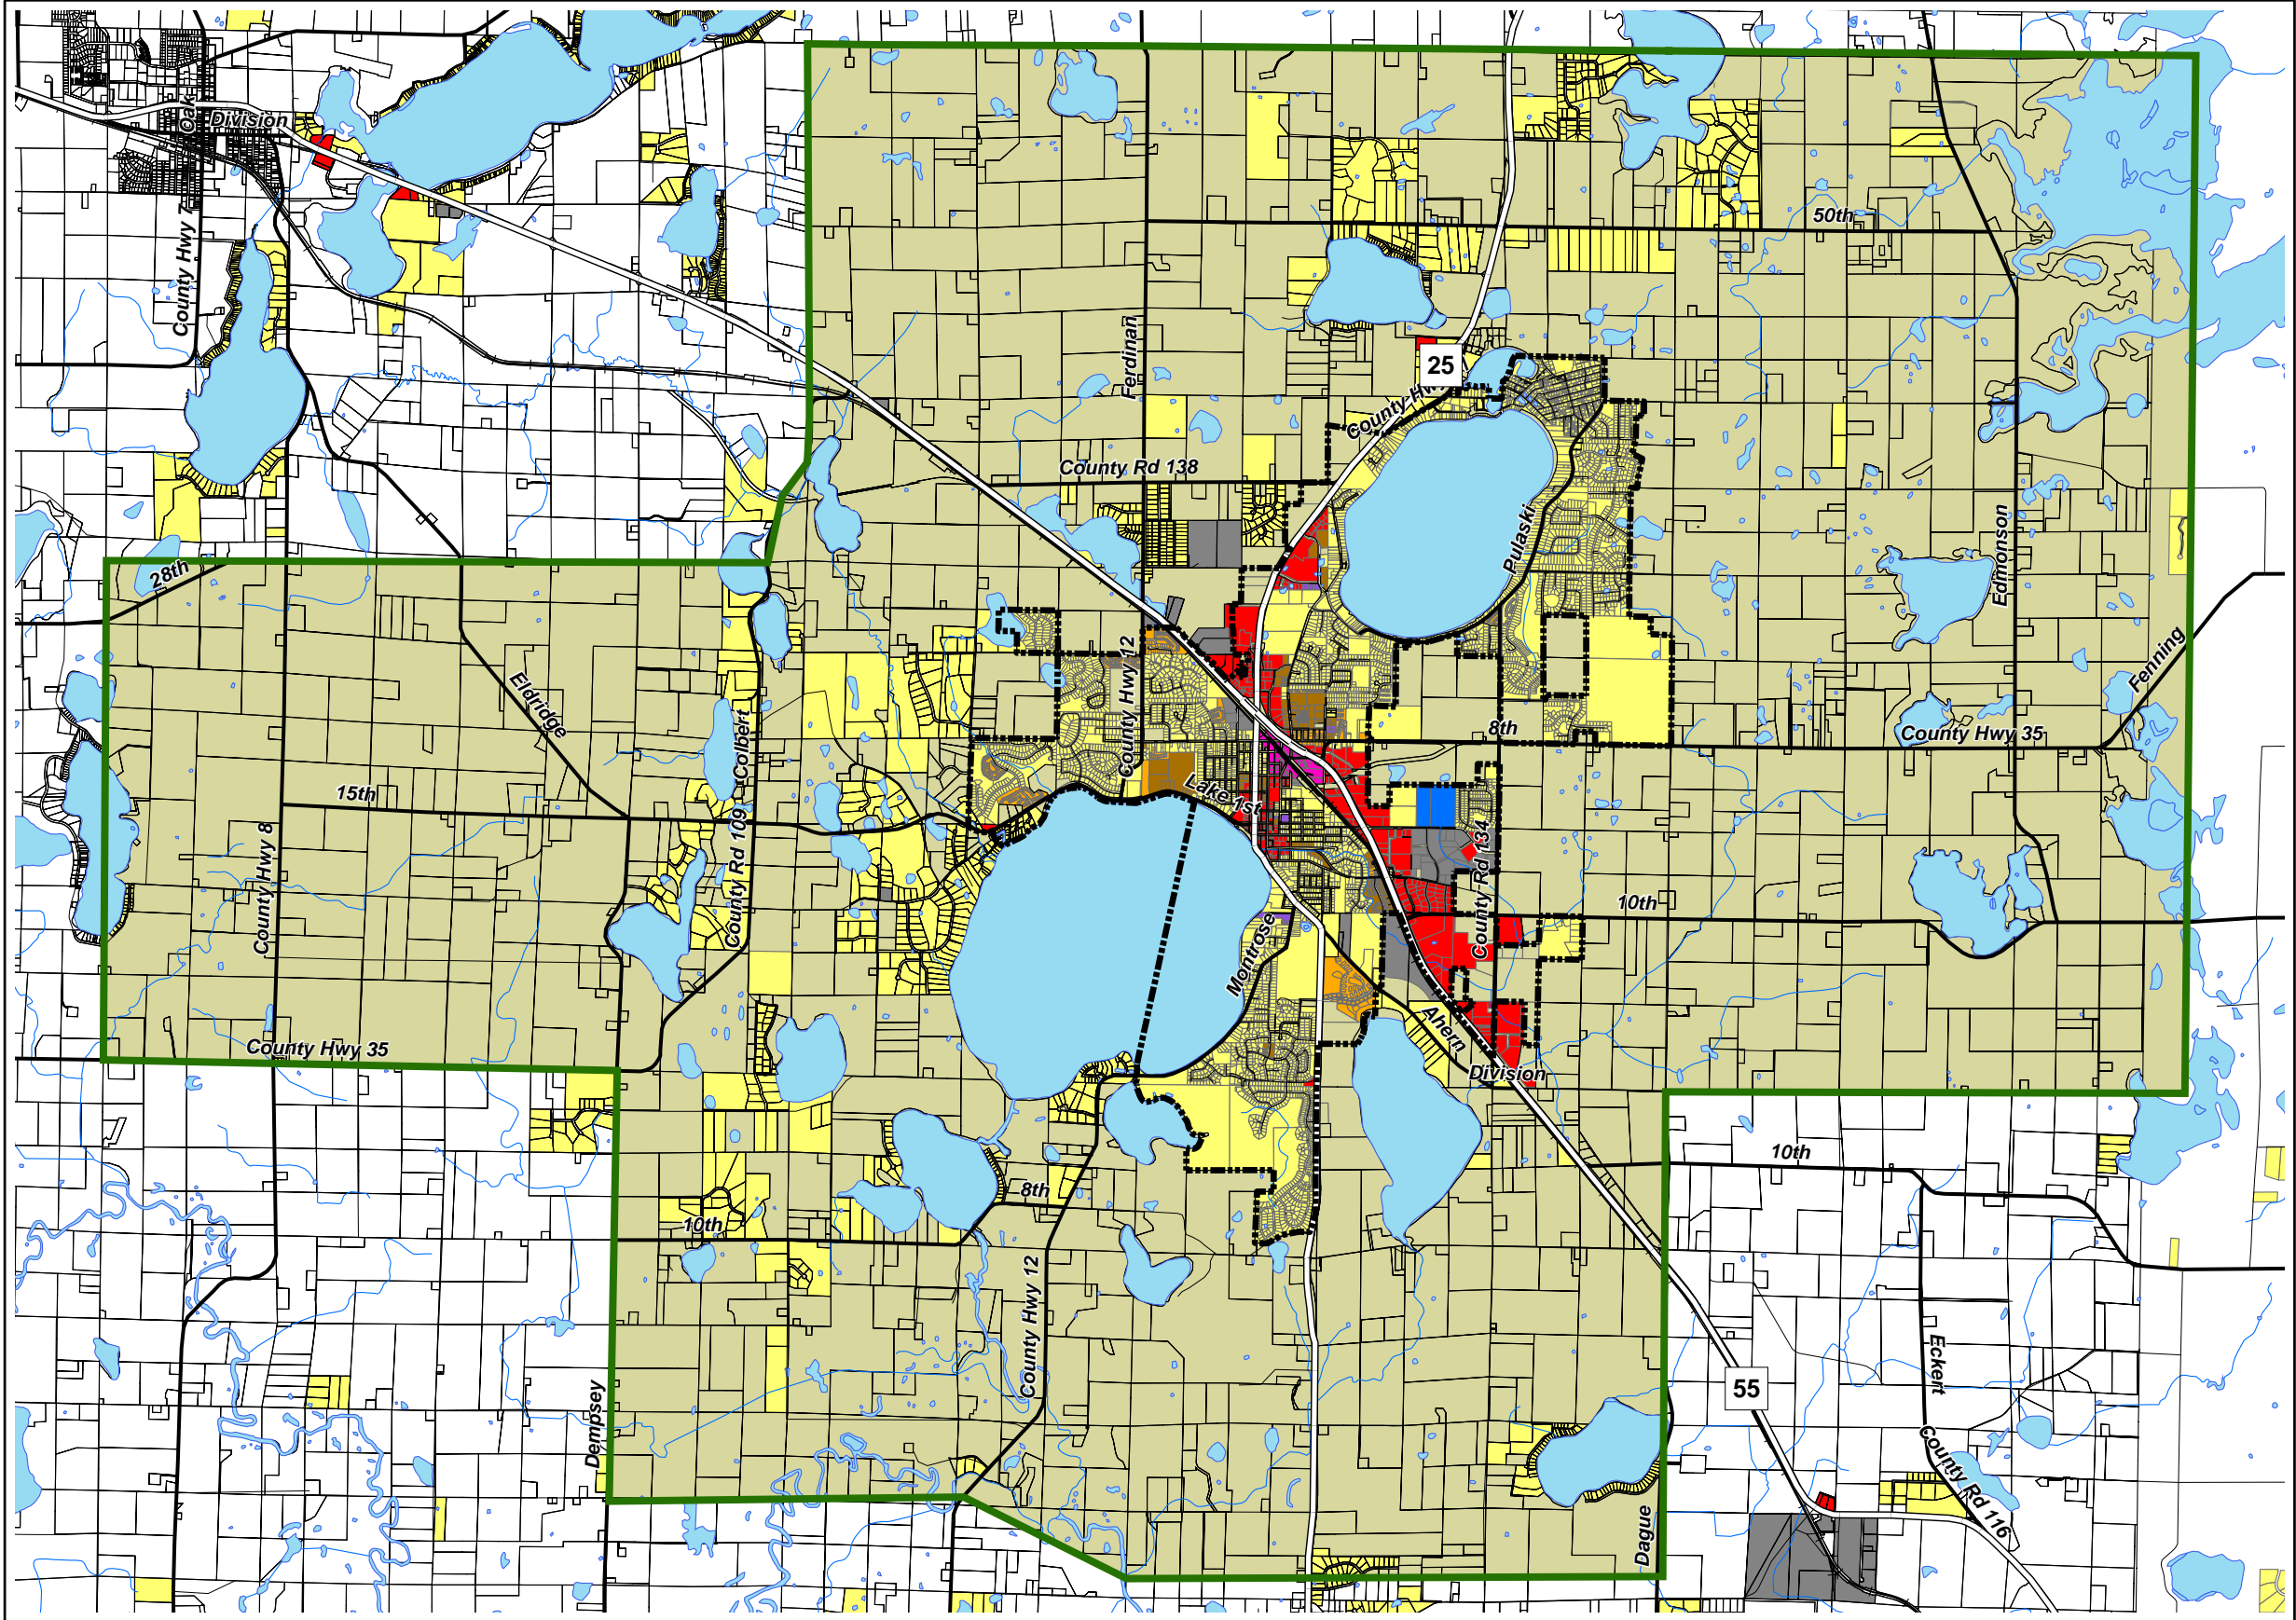 Oak
Division
County Hwy 7
50th
Ferdinan
25
County Hw
County Rd 138
Pulaski
Edmonson
28th
Fenning
County Hwy 12
Eldridge
Colbert
8th
County Hwy 35
15th
Lake 1st
County Rd 109
County Hwy 8
County Rd 134
10th
Montrose
Ahern
County Hwy 35
Division
10th
8th
10th
County Hwy 12
Eckert
55
Dempsey
County Rd 116
Dague